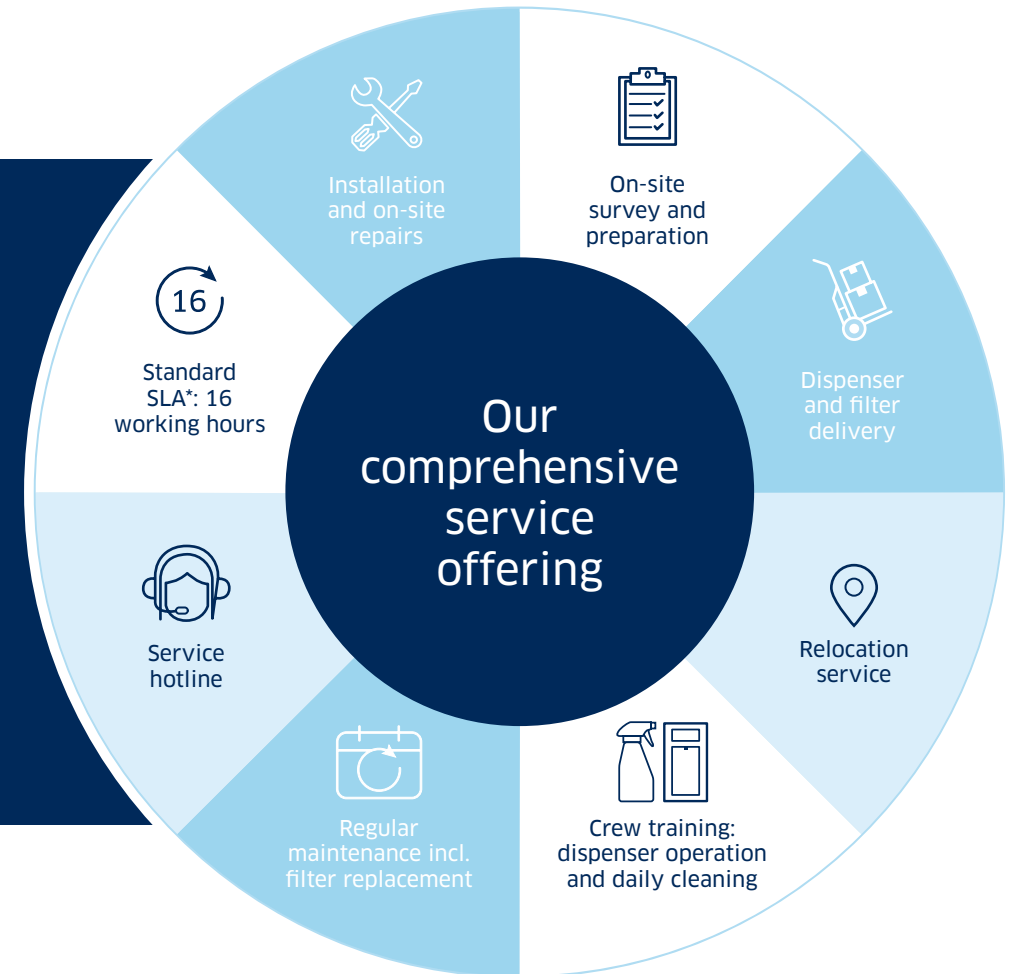 Our
comprehensive
service
offering
On-site
survey and
preparation
Dispenser
and filter
delivery
Relocation
service
Crew training:
dispenser operation
and daily cleaning
Regular
maintenance incl.
filter replacement
Service
hotline
16
Standard
SLA*: 16
working hours
Installation
and on-site
repairs